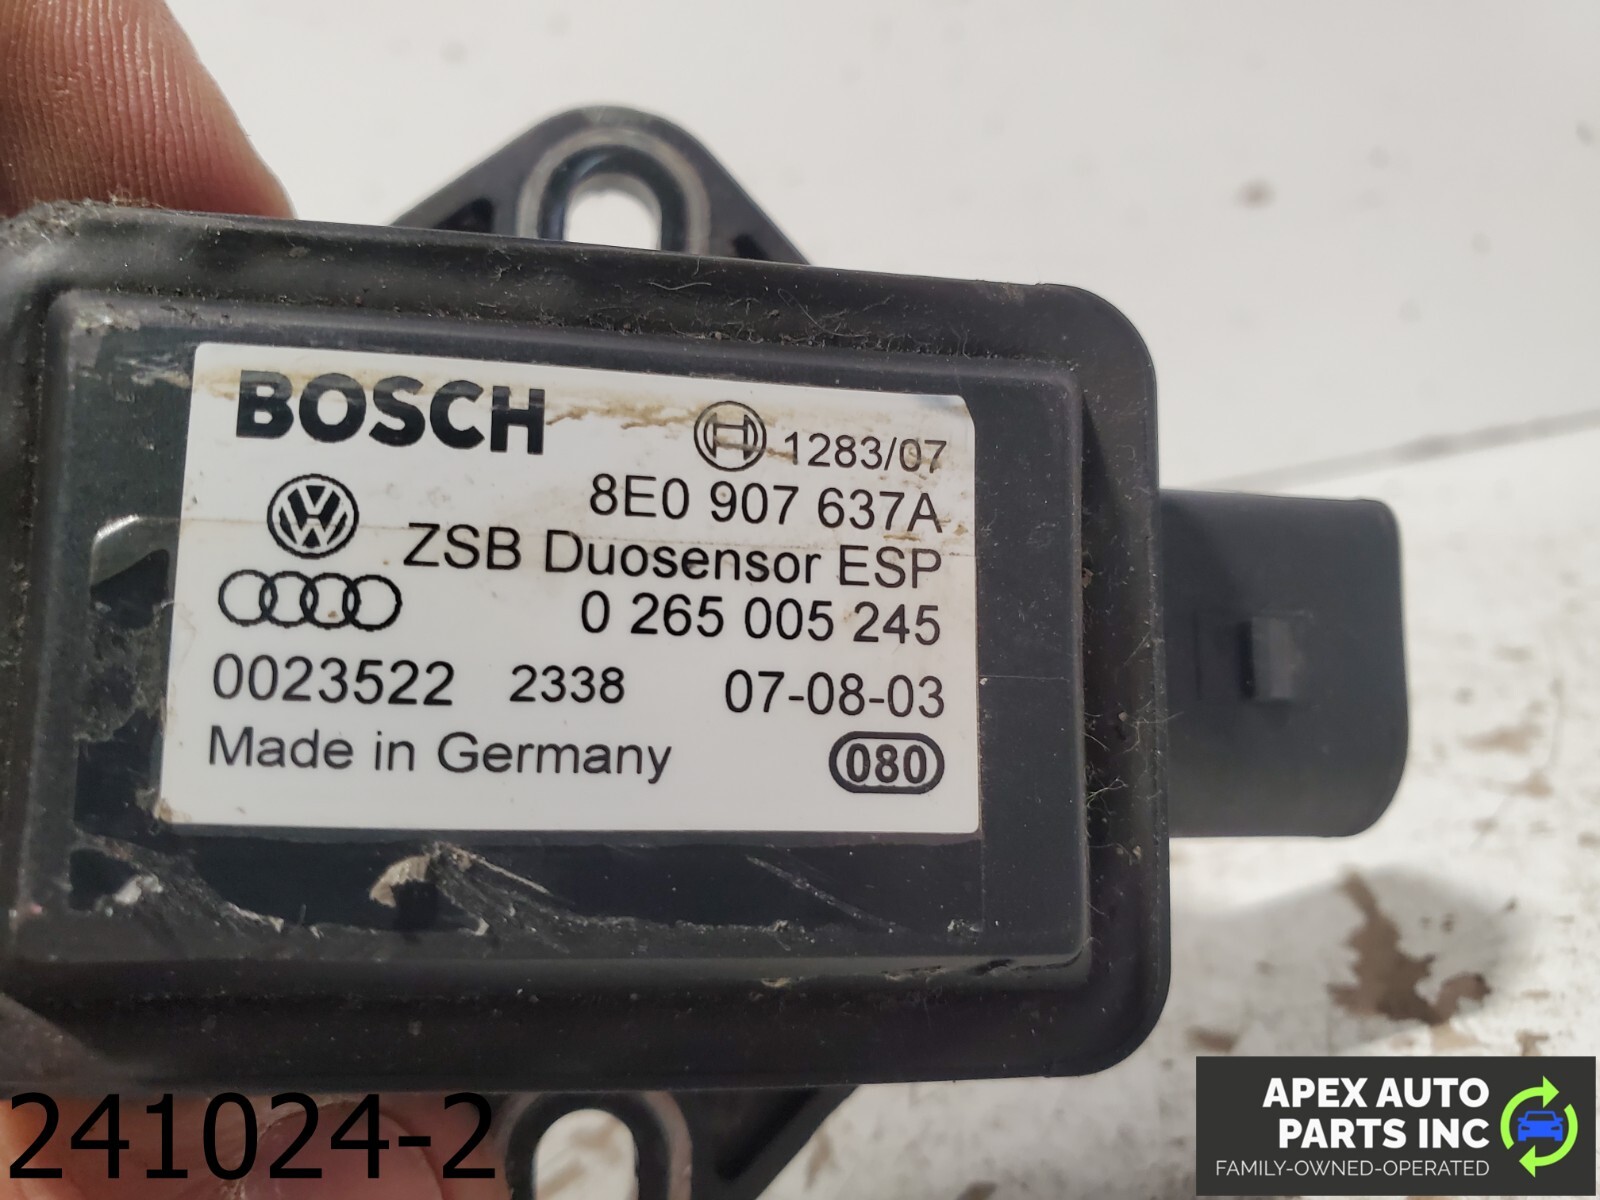 BOSCH
1283/07
8E0 907 637A
ZSB Duosensor ESP
0 265 005 245
0023522 2338 07-08-03
Made in Germany
080
241024-2
APEX AUTO
PARTS INC
FAMILY-OWNED-OPERATED